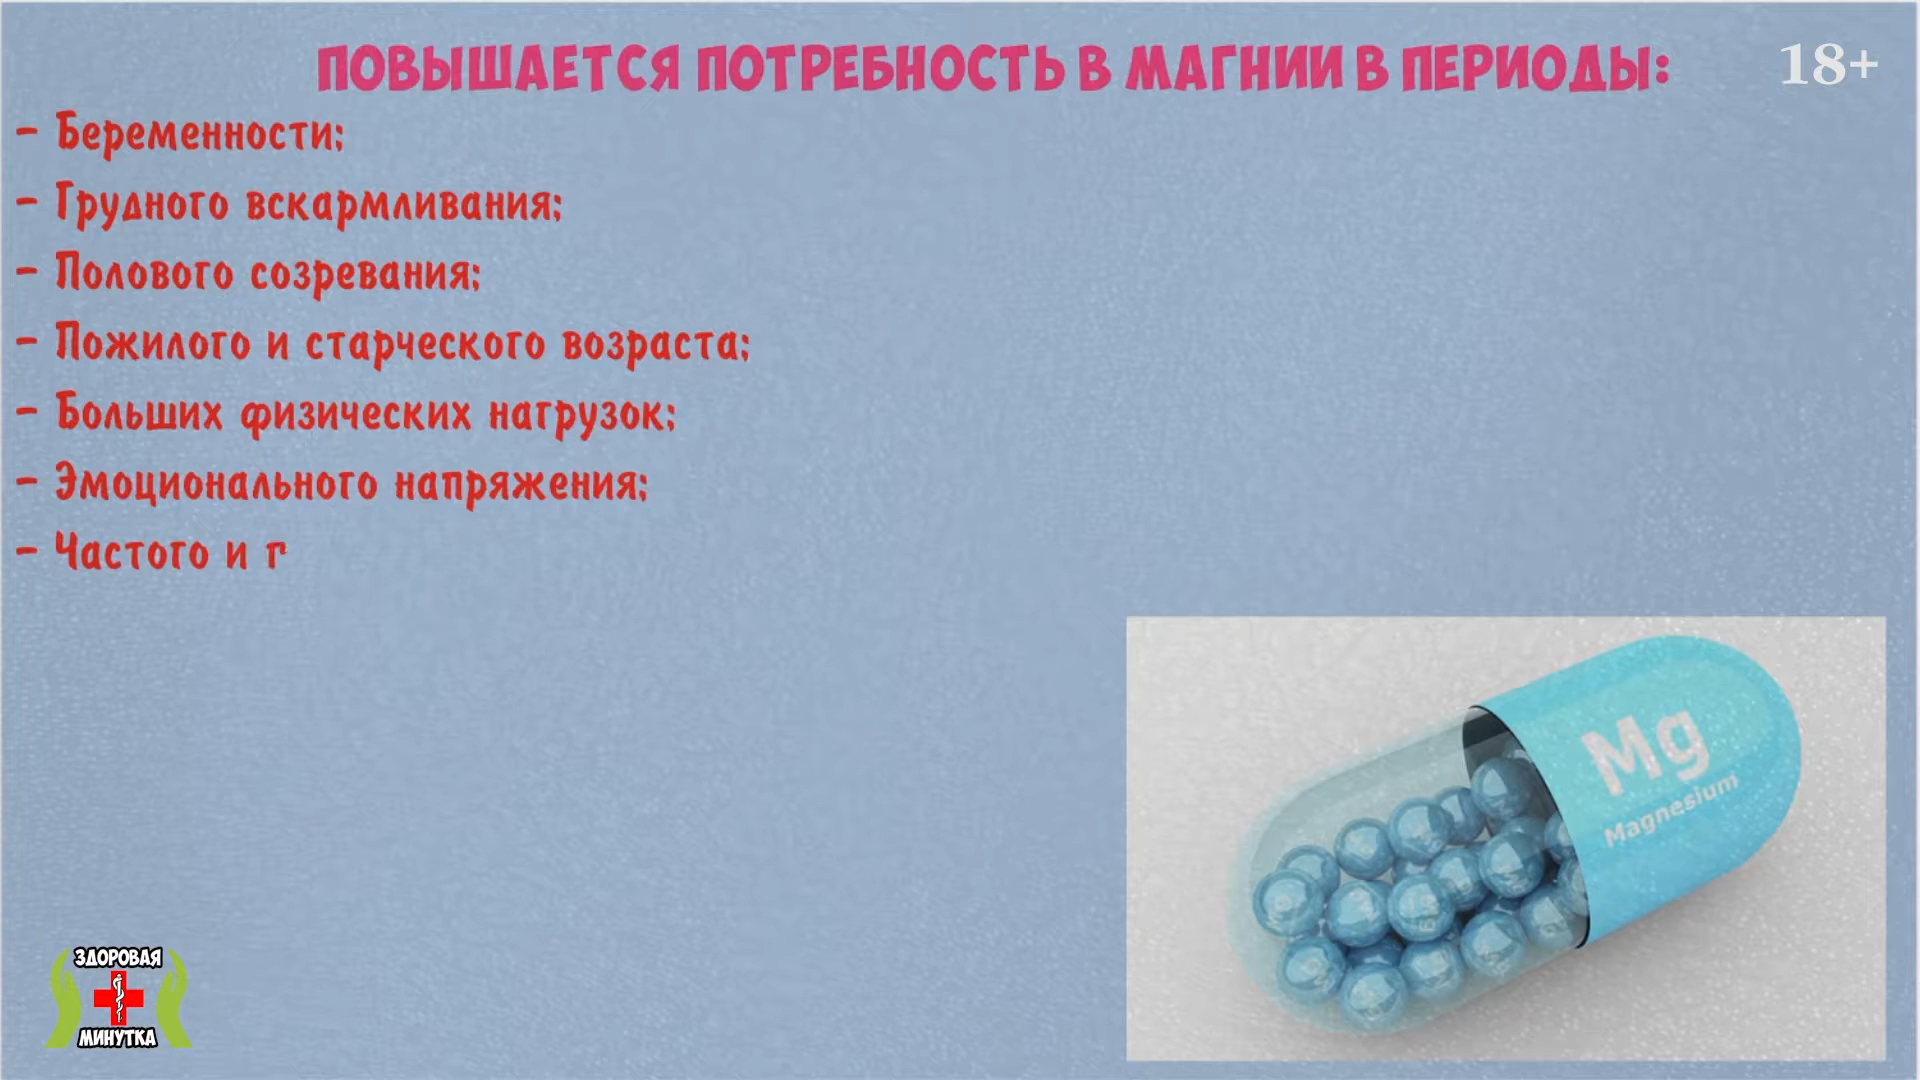 ПОВЫШАЕТСЯ ПОТРЕБНОСТЬ В МАГНИИ В ПЕРИОДЫ:
18+
- Беременности;
- Грудного вскармливания;
- Полового созревания;
- Пожилого и старческого возраста;
- Больших физических нагрузок;
- Эмоционального напряжения;
- Частого и г
Mg
Magnesium
ЗДОРОВАЯ
МИНУТКА